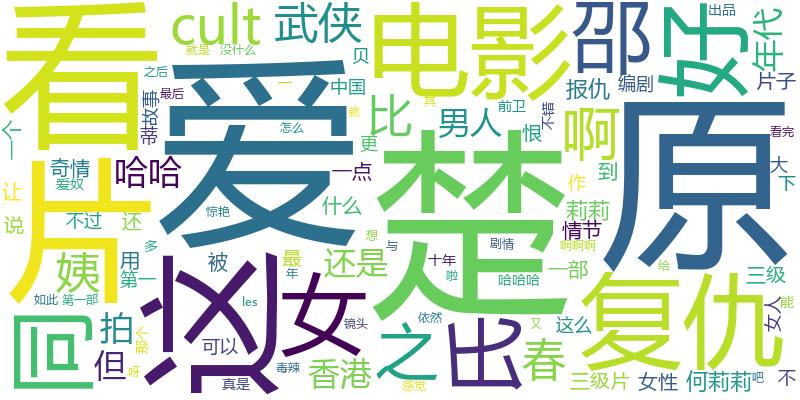 看
cult
武侠
电影
邵
好
年代
出品
就是
没什么
贝
之后
中国
一
就
其
前卫
报仇
编剧
片子
一个
故事
最后
爱
比
男人
恨
啊
不错
原
看完
奇情
哈哈
怎么
更
楚
到
大
下
让
爱奴
一点
作
说
不过
还
惊艳
什么
莉莉
情节
片
姨
用
多
被
最
还是
想
与
剧情
啊啊啊
第一
年
十年
哈哈哈
一部
给
三级
女人
能
如此
第一部
les
女
啦
复仇
同
拍
但
那个
可以
镜头
之
依然
出
又
这么
春
呀
真是
毒辣
香港
感觉
三级片
女性
何莉莉
吧
不